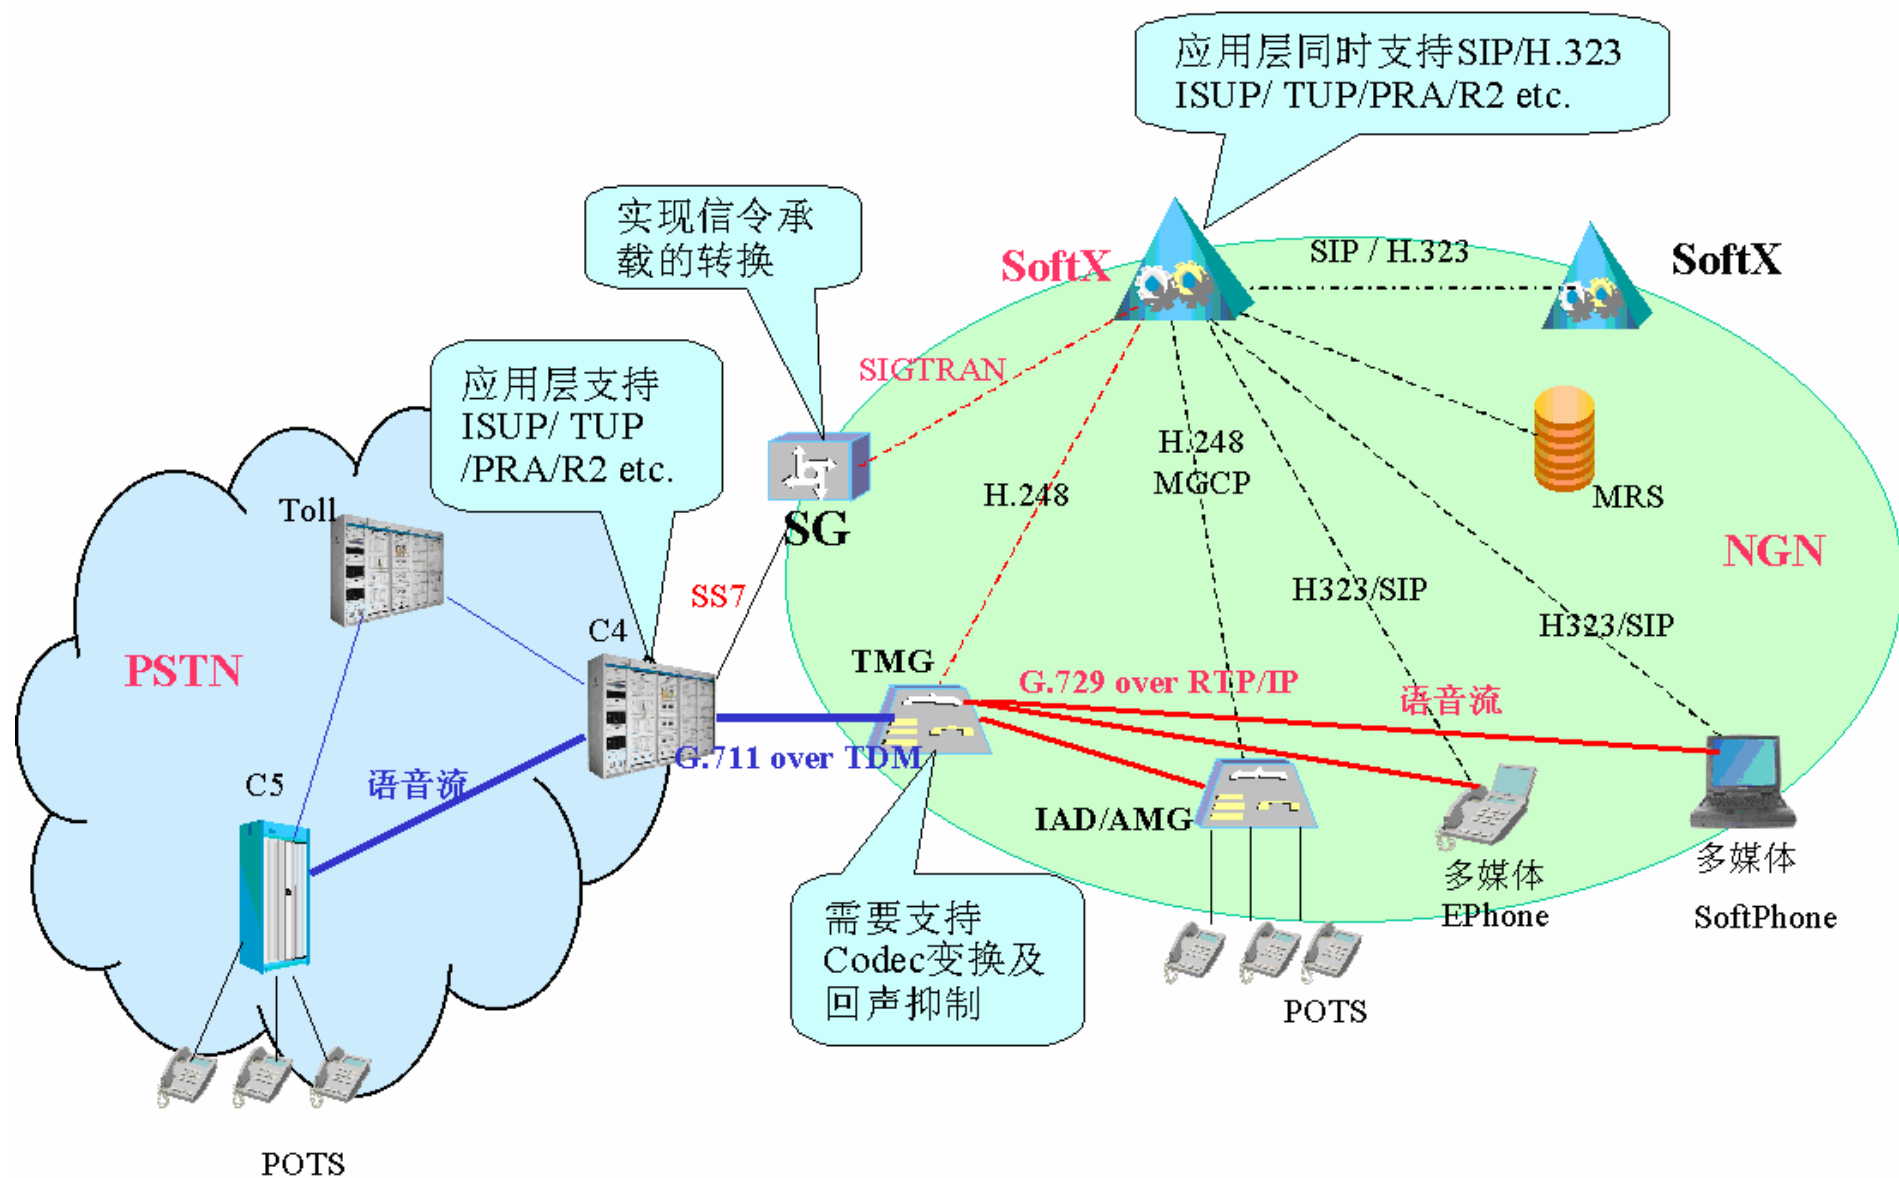 应用层同时支持SIP/H.323
ISUP/ TUP/PRA/R2 etc.
实现信令承
载的转换
SoftX
SIP / H.323
SoftX
应用层支持
ISUP/ TUP
/PRA/R2 etc.
SIGTRAN
H.248
MGCP
H.248
MRS
Toll
SG
NGN
SS7
H323/SIP
H323/SIP
C4
PSTN
TMG
G.729 over RTP/IP
语音流
G.711 over TDM
C5
语音流
IAD/AMG
多媒体
EPhone
多媒体
SoftPhone
需要支持
Codec变换及
回声抑制
POTS
POTS